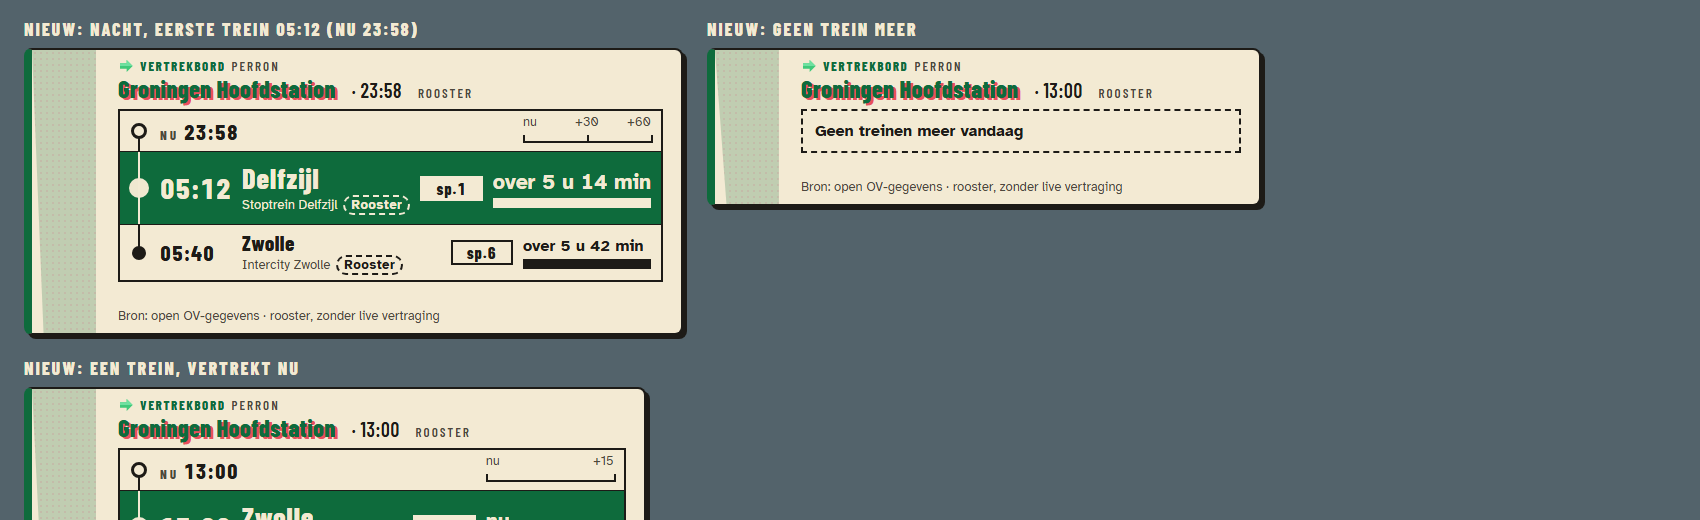 NIEUW: NACHT, EERSTE TREIN 05:12 (NU 23:58)
VERTREKBORD PERRON
Groningen Hoofdstation · 23:58 ROOSTER
NU 23:58 nu +30 +60
05:12 Delfzijl sp.1 over 5 u 14 min
Stoptrein Delfzijl Rooster
05:40 Zwolle sp.6 over 5 u 42 min
Intercity Zwolle Rooster
Bron: open OV-gegevens · rooster, zonder live vertraging
NIEUW: GEEN TREIN MEER
VERTREKBORD PERRON
Groningen Hoofdstation · 13:00 ROOSTER
Geen treinen meer vandaag
Bron: open OV-gegevens · rooster, zonder live vertraging
NIEUW: EEN TREIN, VERTREKT NU
VERTREKBORD PERRON
Groningen Hoofdstation · 13:00 ROOSTER
NU 13:00 nu +15
Zwolle nu